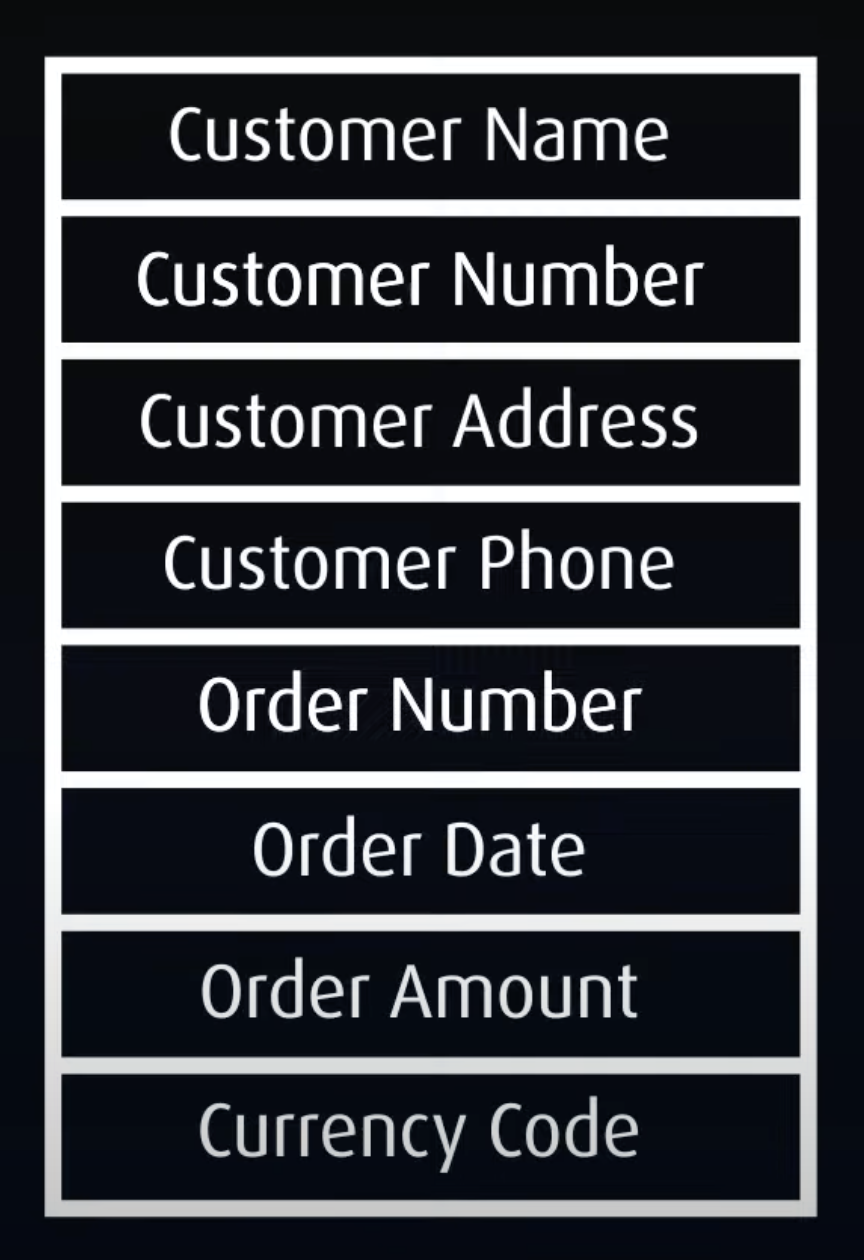 Customer Name
Customer Number
Customer Address
Customer Phone
Order Number
Order Date
Order Amount
Currency Code